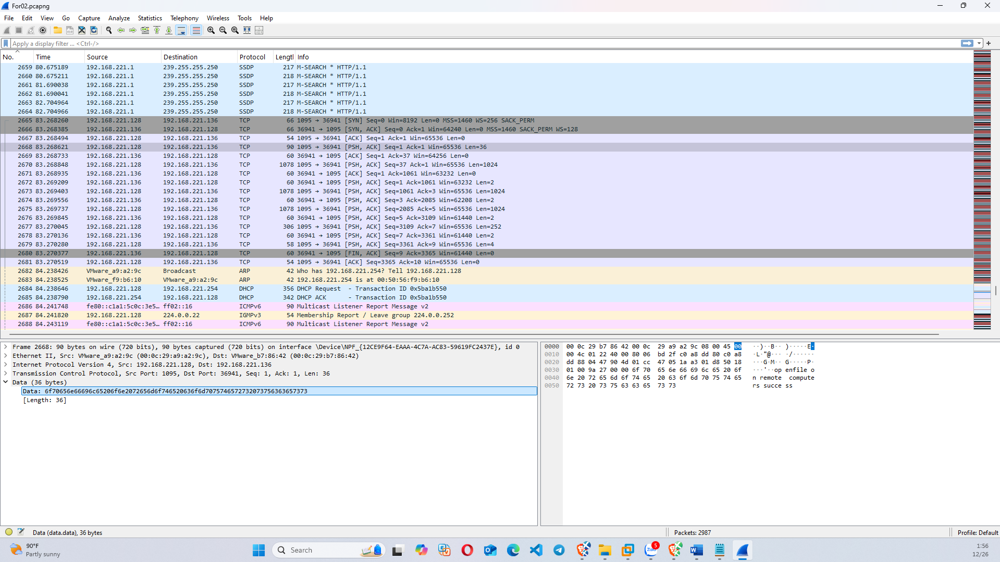 For02.pcapng
File Edit View Go Capture Analyze Statistics Telephony Wireless Tools Help
Apply a display filter ... <Ctrl-/>
No. Time Source Destination Protocol Lengtl Info
2659 80.675189 192.168.221.1 239.255.255.250 SSDP 217 M-SEARCH * HTTP/1.1
2660 80.675211 192.168.221.1 239.255.255.250 SSDP 218 M-SEARCH * HTTP/1.1
2661 81.690038 192.168.221.1 239.255.255.250 SSDP 217 M-SEARCH * HTTP/1.1
2662 81.690041 192.168.221.1 239.255.255.250 SSDP 218 M-SEARCH * HTTP/1.1
2663 82.704964 192.168.221.1 239.255.255.250 SSDP 217 M-SEARCH * HTTP/1.1
2664 82.704966 192.168.221.1 239.255.255.250 SSDP 218 M-SEARCH * HTTP/1.1
2665 83.268260 192.168.221.128 192.168.221.136 TCP 66 1095 → 36941 [SYN] Seq=0 Win=8192 Len=0 MSS=1460 WS=256 SACK_PERM
2666 83.268385 192.168.221.136 192.168.221.128 TCP 66 36941 → 1095 [SYN, ACK] Seq=0 Ack=1 Win=64240 Len=0 MSS=1460 SACK_PERM WS=128
2667 83.268494 192.168.221.128 192.168.221.136 TCP 54 1095 → 36941 [ACK] Seq=1 Ack=1 Win=65536 Len=0
2668 83.268621 192.168.221.128 192.168.221.136 TCP 90 1095 → 36941 [PSH, ACK] Seq=1 Ack=1 Win=65536 Len=36
2669 83.268733 192.168.221.136 192.168.221.128 TCP 60 36941 → 1095 [ACK] Seq=1 Ack=37 Win=64256 Len=0
2670 83.268848 192.168.221.128 192.168.221.136 TCP 1078 1095 → 36941 [PSH, ACK] Seq=37 Ack=1 Win=65536 Len=1024
2671 83.268935 192.168.221.136 192.168.221.128 TCP 60 36941 → 1095 [ACK] Seq=1 Ack=1061 Win=63232 Len=0
2672 83.269209 192.168.221.136 192.168.221.128 TCP 60 36941 → 1095 [PSH, ACK] Seq=1 Ack=1061 Win=63232 Len=2
2673 83.269403 192.168.221.128 192.168.221.136 TCP 1078 1095 → 36941 [PSH, ACK] Seq=1061 Ack=3 Win=65536 Len=1024
2674 83.269556 192.168.221.136 192.168.221.128 TCP 60 36941 → 1095 [PSH, ACK] Seq=3 Ack=2085 Win=62208 Len=2
2675 83.269737 192.168.221.128 192.168.221.136 TCP 1078 1095 → 36941 [PSH, ACK] Seq=2085 Ack=5 Win=65536 Len=1024
2676 83.269845 192.168.221.136 192.168.221.128 TCP 60 36941 → 1095 [PSH, ACK] Seq=5 Ack=3109 Win=61440 Len=2
2677 83.270045 192.168.221.128 192.168.221.136 TCP 306 1095 → 36941 [PSH, ACK] Seq=3109 Ack=7 Win=65536 Len=252
2678 83.270136 192.168.221.136 192.168.221.128 TCP 60 36941 → 1095 [PSH, ACK] Seq=7 Ack=3361 Win=61440 Len=2
2679 83.270280 192.168.221.128 192.168.221.136 TCP 58 1095 → 36941 [PSH, ACK] Seq=3361 Ack=9 Win=65536 Len=4
2680 83.270377 192.168.221.136 192.168.221.128 TCP 60 36941 → 1095 [FIN, ACK] Seq=9 Ack=3365 Win=61440 Len=0
2681 83.270519 192.168.221.128 192.168.221.136 TCP 54 1095 → 36941 [ACK] Seq=3365 Ack=10 Win=65536 Len=0
2682 84.238426 VMware_a9:a2:9c Broadcast ARP 42 Who has 192.168.221.254? Tell 192.168.221.128
2683 84.238525 VMware_f9:b6:10 VMware_a9:a2:9c ARP 42 192.168.221.254 is at 00:50:56:f9:b6:10
2684 84.238646 192.168.221.128 192.168.221.254 DHCP 356 DHCP Request - Transaction ID 0x5ba1b550
2685 84.238790 192.168.221.254 192.168.221.128 DHCP 342 DHCP ACK - Transaction ID 0x5ba1b550
2686 84.241748 fe80::c1a1:5c0c:3e5… ff02::16 ICMPv6 90 Multicast Listener Report Message v2
2687 84.241820 192.168.221.128 224.0.0.22 IGMPv3 54 Membership Report / Leave group 224.0.0.252
2688 84.243119 fe80::c1a1:5c0c:3e5… ff02::16 ICMPv6 90 Multicast Listener Report Message v2
Frame 2668: 90 bytes on wire (720 bits), 90 bytes captured (720 bits) on interface \Device\NPF_{12CE9F64-EAAA-4C7A-AC83-59619FC2437E}, id 0
Ethernet II, Src: VMware_a9:a2:9c (00:0c:29:a9:a2:9c), Dst: VMware_b7:86:42 (00:0c:29:b7:86:42)
Internet Protocol Version 4, Src: 192.168.221.128, Dst: 192.168.221.136
Transmission Control Protocol, Src Port: 1095, Dst Port: 36941, Seq: 1, Ack: 1, Len: 36
Data (36 bytes)
Data: 6f70656e66696c65206f6e2072656d6f746520636f6d7075746572732073756363657373
[Length: 36]
0000 00 0c 29 b7 86 42 00 0c 29 a9 a2 9c 08 00 45 00 ··)··B·· )·····E·
0010 00 4c 01 22 40 00 80 06 bd 2f c0 a8 dd 80 c0 a8 ·L·"@··· ·/······
0020 dd 88 04 47 90 4d 01 cc 47 05 1a a3 01 d8 50 18 ···G·M·· G·····P·
0030 01 00 9a 27 00 00 6f 70 65 6e 66 69 6c 65 20 6f ···'··op enfile o
0040 6e 20 72 65 6d 6f 74 65 20 63 6f 6d 70 75 74 65 n remote compute
0050 72 73 20 73 75 63 63 65 73 73 rs succe ss
Data (data.data), 36 bytes
Packets: 2987
Profile: Default
90°F
Partly sunny
Search
Zalo
5
1:56
12/26